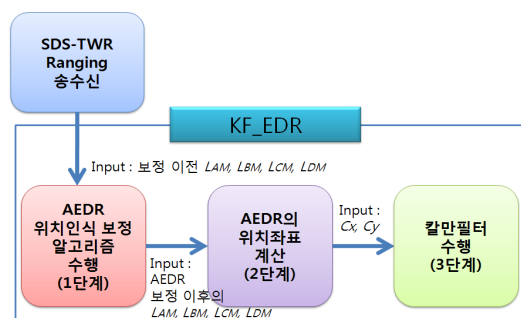 SDS-TWR
Ranging
송수신
KF_EDR
Input : 보정 이전 LAM, LBM, LCM, LDM
AEDR
위치인식 보정
알고리즘
수행
(1단계)
Input :
AEDR
보정 이후의
LAM, LBM, LCM, LDM
AEDR의
위치좌표
계산
(2단계)
Input :
Cx, Cy
칼만필터
수행
(3단계)